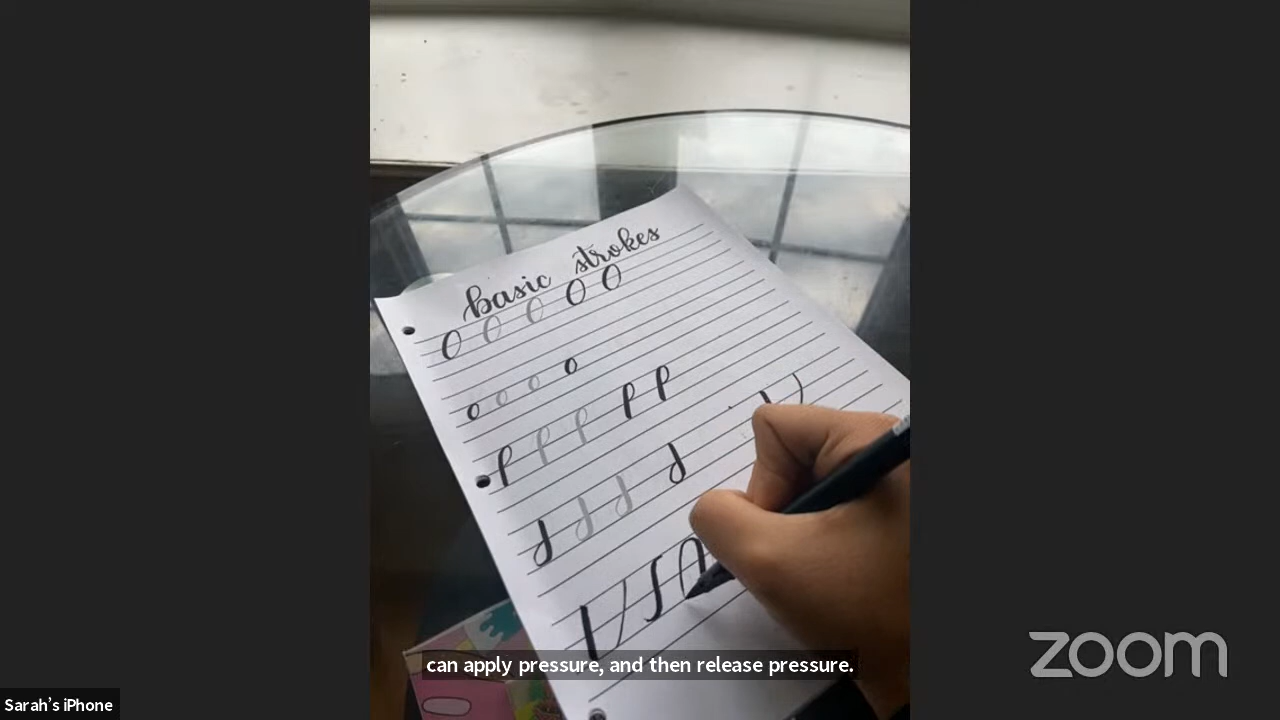 basic strokes
o o o o o
o o o o
p p p p p
d d d d
can apply pressure, and then release pressure.
zoom
Sarah's iPhone